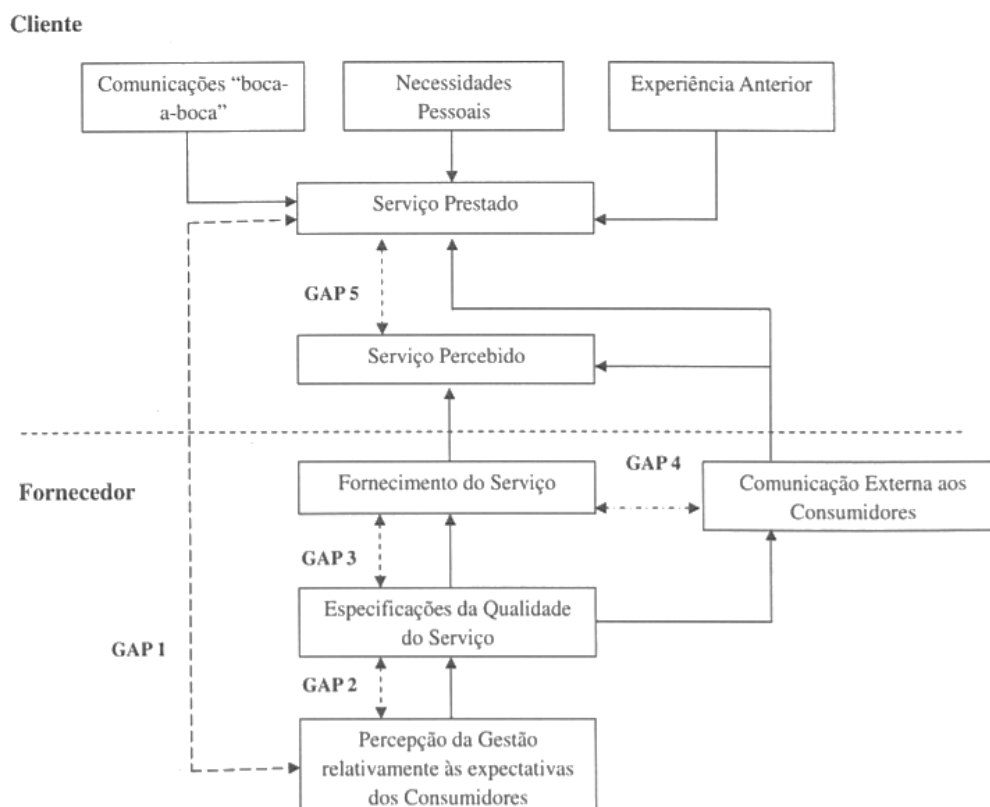 Cliente
Comunicações “boca-
a-boca”
Necessidades
Pessoais
Experiência Anterior
Serviço Prestado
GAP 5
Serviço Percebido
GAP 4
Fornecedor
Fornecimento do Serviço
Comunicação Externa aos
Consumidores
GAP 3
Especificações da Qualidade
do Serviço
GAP 1
GAP 2
Percepção da Gestão
relativamente às expectativas
dos Consumidores